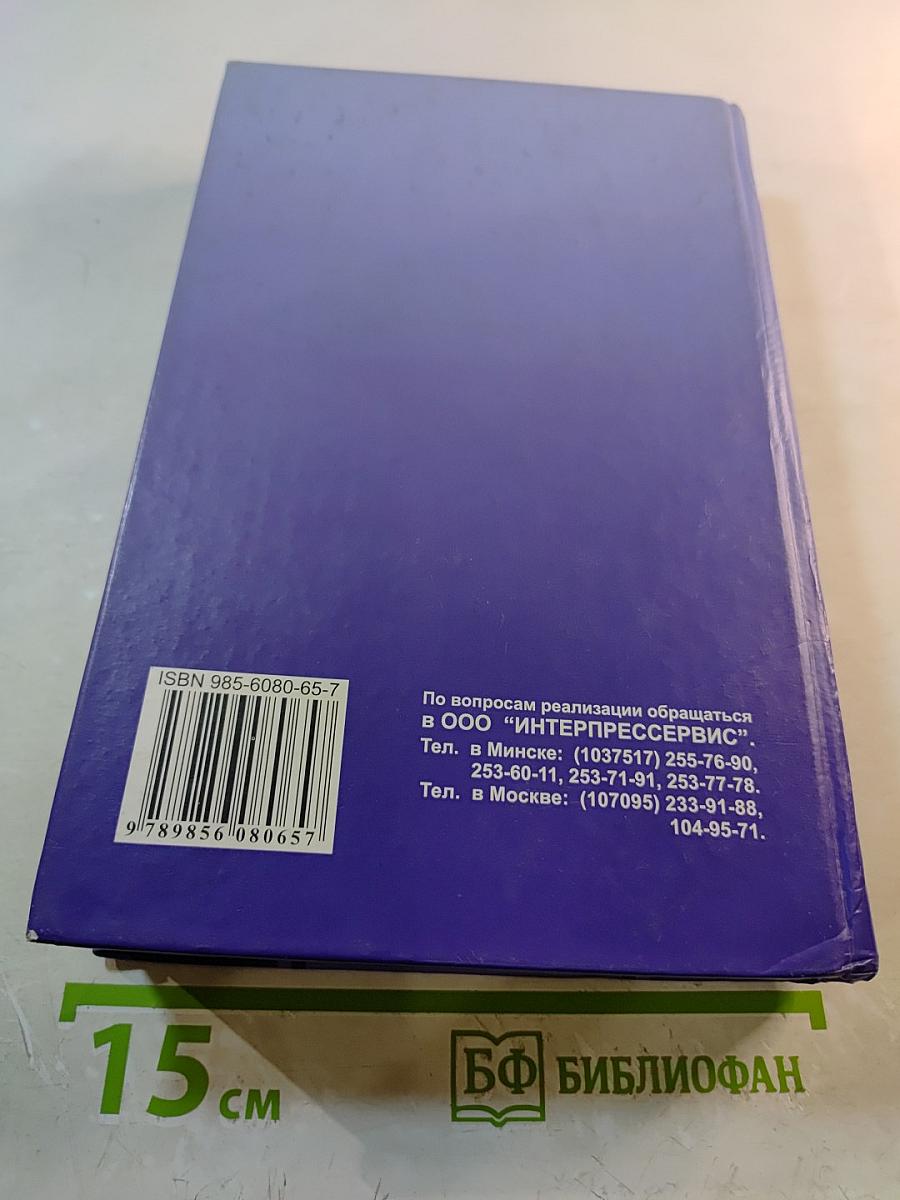 ISBN 985-6080-65-7
9 789856 080657
По вопросам реализации обращаться
в ООО “ИНТЕРПРЕССЕРВИС”.
Тел. в Минске: (1037517) 255-76-90,
253-60-11, 253-71-91, 253-77-78.
Тел. в Москве: (107095) 233-91-88,
104-95-71.
15 см
БФ БИБЛИОФАН